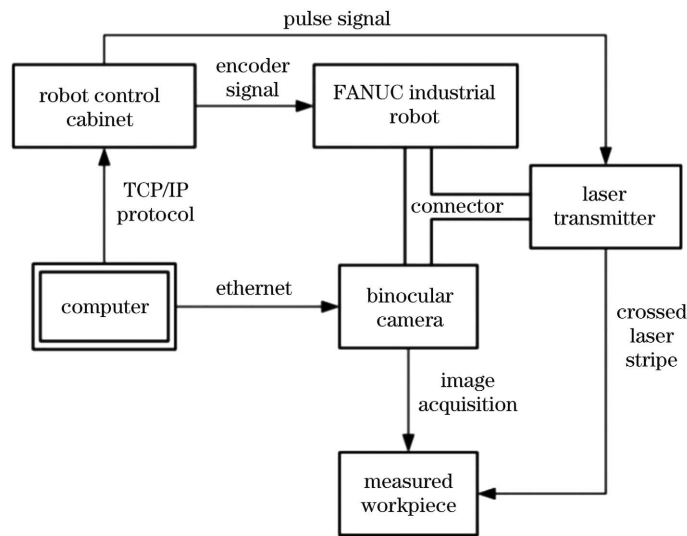 pulse signal
robot control
cabinet
encoder
signal
FANUC industrial
robot
TCP/IP
protocol
connector
laser
transmitter
computer
ethernet
binocular
camera
crossed
laser
stripe
image
acquisition
measured
workpiece